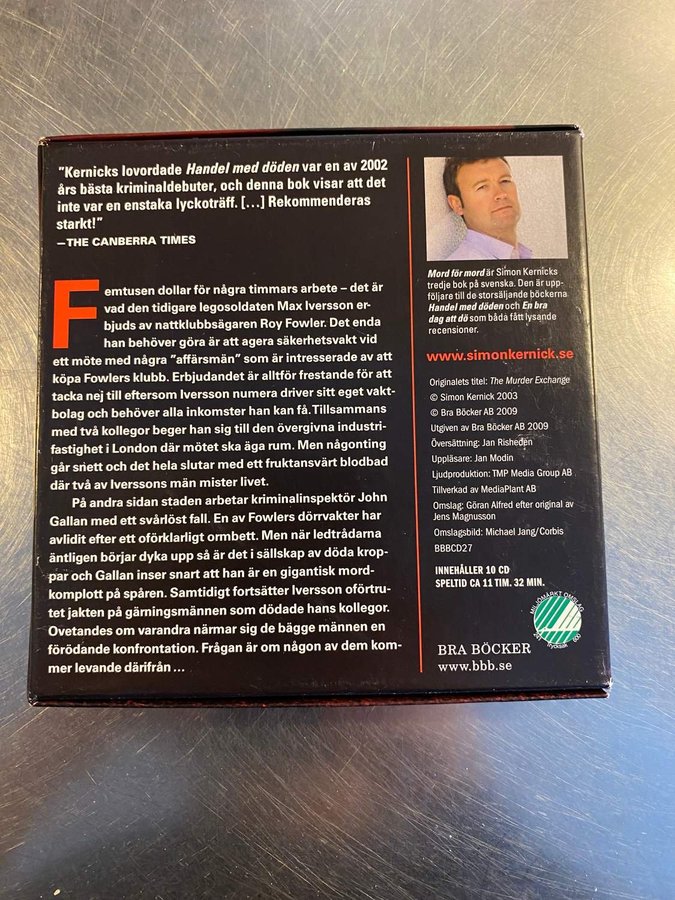 "Kernicks lovordade Handel med döden var en av 2002
års bästa kriminaldebuter, och denna bok visar att det
inte var en enstaka lyckoträff. [...] Rekommenderas
starkt!"
—THE CANBERRA TIMES
Femtusen dollar för några timmars arbete – det är
vad den tidigare legosoldaten Max Iversson er-
bjuds av nattklubbsägaren Roy Fowler. Det enda
han behöver göra är att agera säkerhetsvakt vid
ett möte med några "affärsmän" som är intresserade av att
köpa Fowlers klubb. Erbjudandet är alltför frestande för att
tacka nej till eftersom Iversson numera driver sitt eget vakt-
bolag och behöver alla inkomster han kan få. Tillsammans
med två kollegor beger han sig till den övergivna industri-
fastighet i London där mötet ska äga rum. Men någonting
går snett och det hela slutar med ett fruktansvärt blodbad
där två av Iverssons män mister livet.
På andra sidan staden arbetar kriminalinspektör John
Gallan med ett svårlöst fall. En av Fowlers dörrvakter har
avlidit efter ett oförklarligt ormbett. Men när ledtrådarna
äntligen börjar dyka upp så är det i sällskap av döda krop-
par och Gallan inser snart att han är en gigantisk mord-
komplott på spåren. Samtidigt fortsätter Iversson oförtru-
tet jakten på gärningsmännen som dödade hans kollegor.
Ovetandes om varandra närmar sig de bägge männen en
förödande konfrontation. Frågan är om någon av dem kom-
mer levande därifrån ...
Mord för mord är Simon Kernicks
tredje bok på svenska. Den är upp-
följare till de storsäljande böckerna
Handel med döden och En bra
dag att dö som båda fått lysande
recensioner.
www.simonkernick.se
Originalets titel: The Murder Exchange
© Simon Kernick 2003
© Bra Böcker AB 2009
Utgiven av Bra Böcker AB 2009
Översättning: Jan Risheden
Uppläsare: Jan Modin
Ljudproduktion: TMP Media Group AB
Tillverkad av MediaPlant AB
Omslag: Göran Alfred efter original av
Jens Magnusson
Omslagsbild: Michael Jang/Corbis
BBBCD27
INNEHÅLLER 10 CD
SPELTID CA 11 TIM. 32 MIN.
MILJÖMÄRKT OMSLAG
341 Trycksak 600
BRA BÖCKER
www.bbb.se